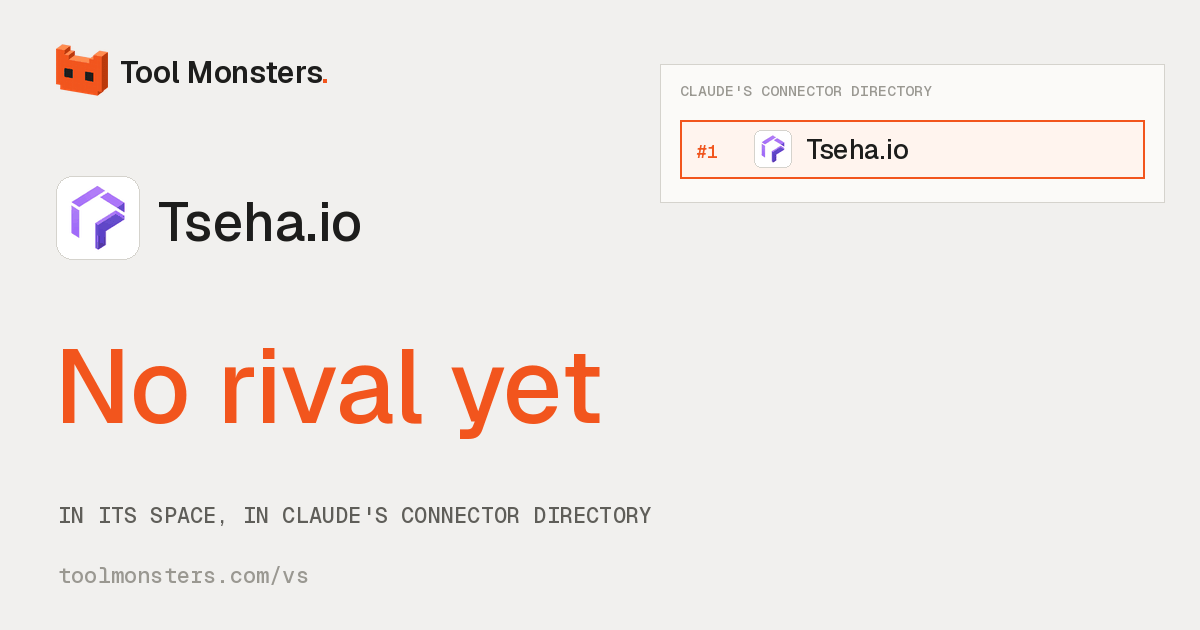 Tool Monsters.
CLAUDE'S CONNECTOR DIRECTORY
#1 Tseha.io
Tseha.io
No rival yet
IN ITS SPACE, IN CLAUDE'S CONNECTOR DIRECTORY
toolmonsters.com/vs